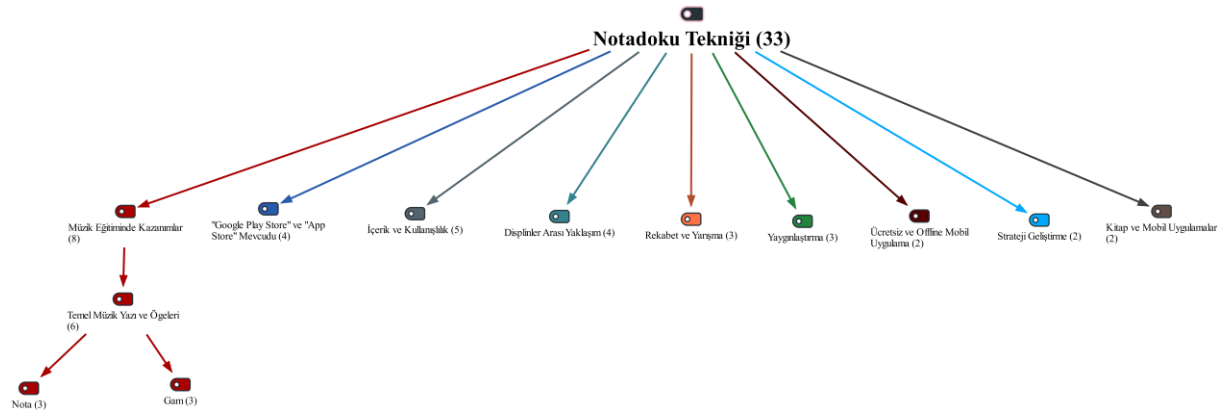 Notadoku Tekniği (33)
Müzik Eğitiminde Kazanımlar
(8)
"Google Play Store" ve "App
Store" Mevcudu (4)
İçerik ve Kullanışlılık (5)
Displinler Arası Yaklaşım (4)
Rekabet ve Yarışma (3)
Yaygınlaştırma (3)
Ücretsiz ve Offline Mobil
Uygulama (2)
Strateji Geliştirme (2)
Kitap ve Mobil Uygulamalar
(2)
Temel Müzik Yazı ve Ögeleri
(6)
Nota (3)
Gam (3)